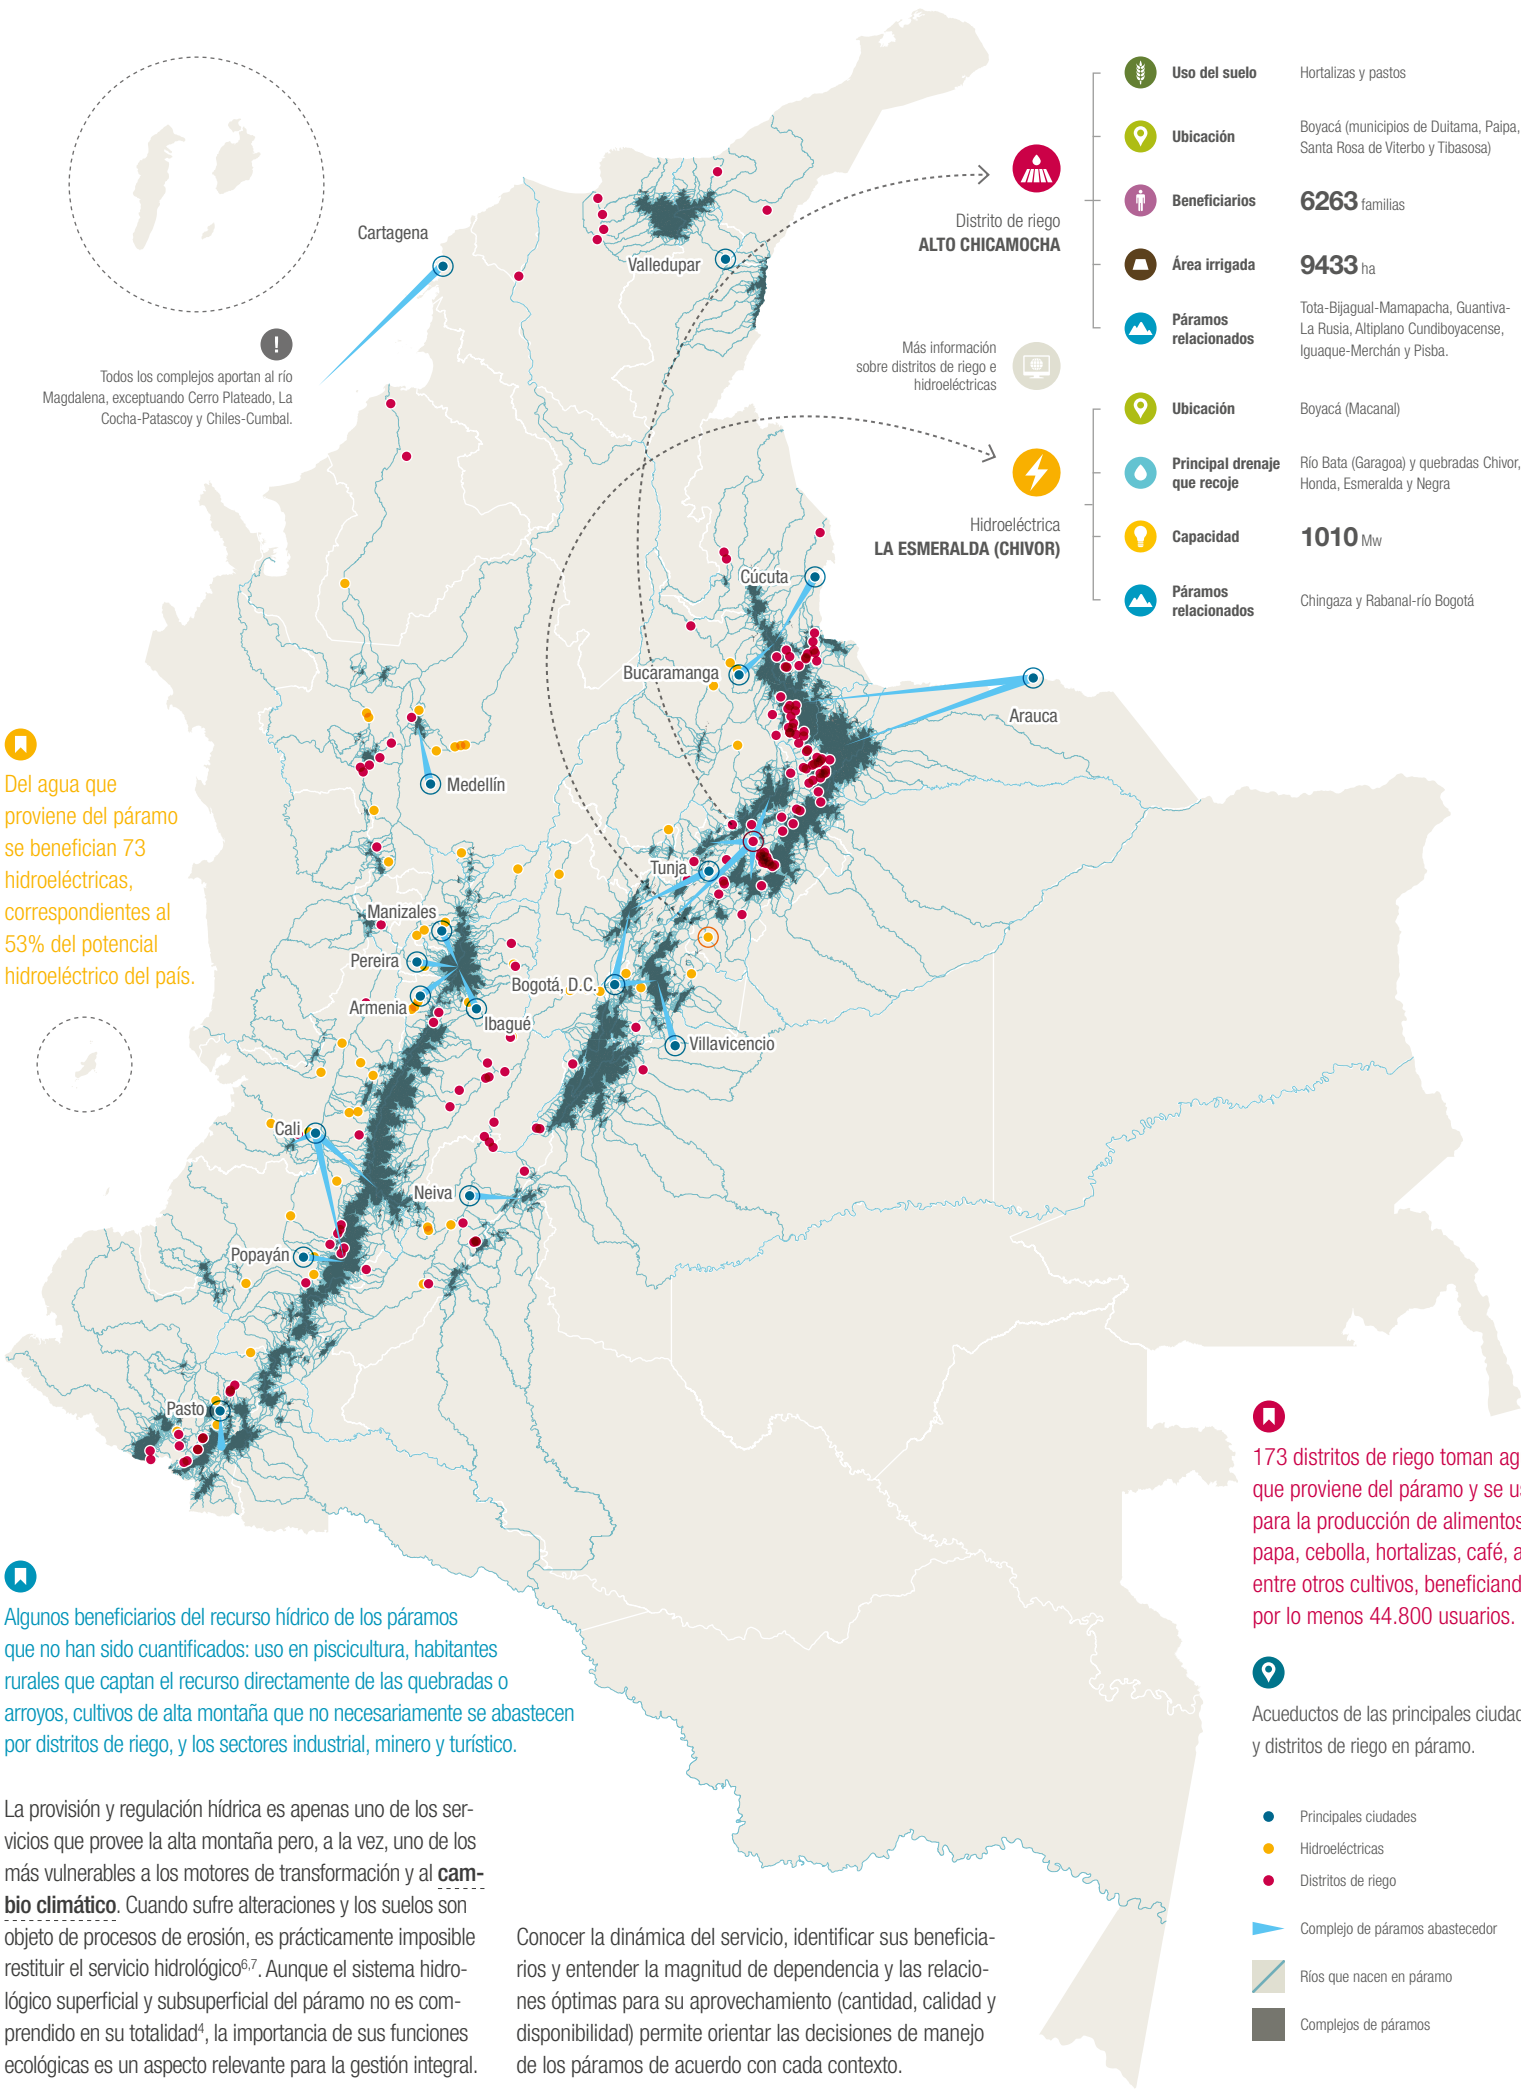 Uso del suelo
Hortalizas y pastos
Ubicación
Boyacá (municipios de Duitama, Paipa,
Santa Rosa de Viterbo y Tibasosa)
Beneficiarios
6263 familias
Distrito de riego
ALTO CHICAMOCHA
Área irrigada
9433 ha
Páramos
relacionados
Tota-Bijagual-Mamapacha, Guantiva-
La Rusia, Altiplano Cundiboyacense,
Iguaque-Merchán y Pisba.
Más información
sobre distritos de riego e
hidroeléctricas
Ubicación
Boyacá (Macanal)
Principal drenaje
que recoje
Río Bata (Garagoa) y quebradas Chivor,
Honda, Esmeralda y Negra
Hidroeléctrica
LA ESMERALDA (CHIVOR)
Capacidad
1010 Mw
Páramos
relacionados
Chingaza y Rabanal-río Bogotá
!
Todos los complejos aportan al río
Magdalena, exceptuando Cerro Plateado, La
Cocha-Patascoy y Chiles-Cumbal.
Cartagena
Valledupar
Cúcuta
Bucaramanga
Arauca
Medellín
Tunja
Manizales
Pereira
Bogotá, D.C.
Armenia
Ibagué
Villavicencio
Cali
Neiva
Popayán
Pasto
Del agua que
proviene del páramo
se benefician 73
hidroeléctricas,
correspondientes al
53% del potencial
hidroeléctrico del país.
173 distritos de riego toman
que proviene del páramo y se
para la producción de alimentos
papa, cebolla, hortalizas, café,
entre otros cultivos,
por lo menos 44.800 usuarios.
Algunos beneficiarios del recurso hídrico de los páramos
que no han sido cuantificados: uso en piscicultura, habitantes
rurales que captan el recurso directamente de las quebradas o
arroyos, cultivos de alta montaña que no necesariamente se abastecen
por distritos de riego, y los sectores industrial, minero y turístico.
Acueductos de las principales
y distritos de riego en páramo.
Principales ciudades
Hidroeléctricas
Distritos de riego
Complejo de páramos abastecedor
Ríos que nacen en páramo
Complejos de páramos
La provisión y regulación hídrica es apenas uno de los ser-
vicios que provee la alta montaña pero, a la vez, uno de los
más vulnerables a los motores de transformación y al cam-
bio climático. Cuando sufre alteraciones y los suelos son
objeto de procesos de erosión, es prácticamente imposible
restituir el servicio hidrológico6,7. Aunque el sistema hidro-
lógico superficial y subsuperficial del páramo no es com-
prendido en su totalidad4, la importancia de sus funciones
ecológicas es un aspecto relevante para la gestión integral.
Conocer la dinámica del servicio, identificar sus beneficia-
rios y entender la magnitud de dependencia y las relacio-
nes óptimas para su aprovechamiento (cantidad, calidad y
disponibilidad) permite orientar las decisiones de manejo
de los páramos de acuerdo con cada contexto.